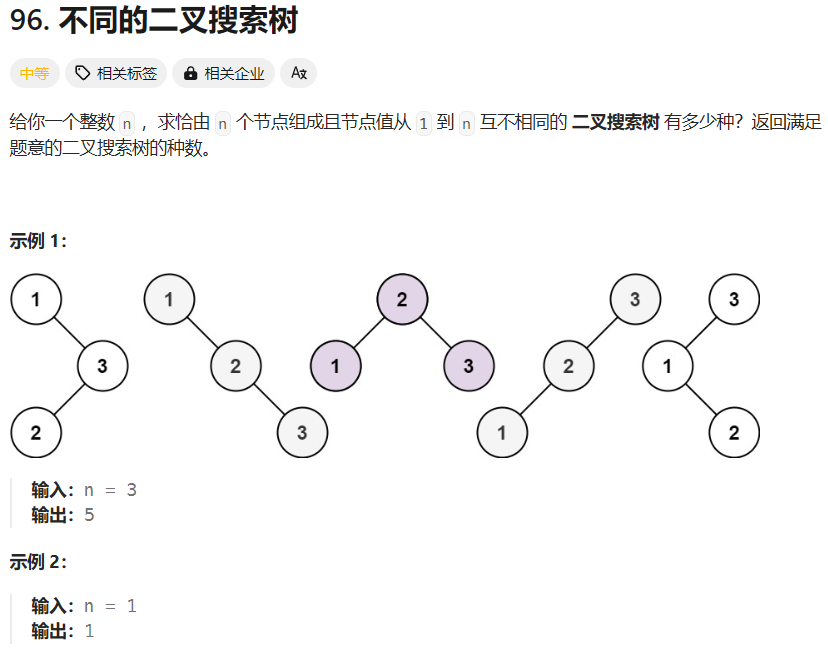 96. 不同的二叉搜索树
中等 相关标签 相关企业 Aあ
给你一个整数 n ，求恰由 n 个节点组成且节点值从 1 到 n 互不相同的 二叉搜索树 有多少种？返回满足
题意的二叉搜索树的种数。
示例 1：
1 1 2 3 3
3 2 1 3 2 1
2 3 1 2
输入：n = 3
输出：5
示例 2：
输入：n = 1
输出：1